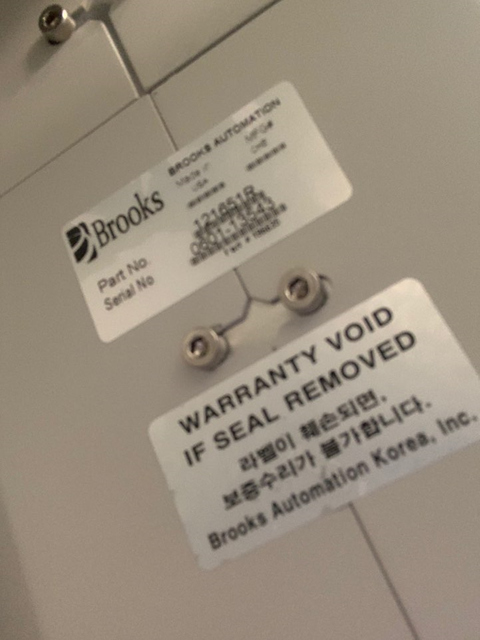 BROOKS AUTOMATION
Made in
USA
MFG#
Brooks
Part No.
Serial No
WARRANTY VOID
IF SEAL REMOVED
라벨이 훼손되면,
보증수리가 불가합니다.
Brooks Automation Korea, Inc.